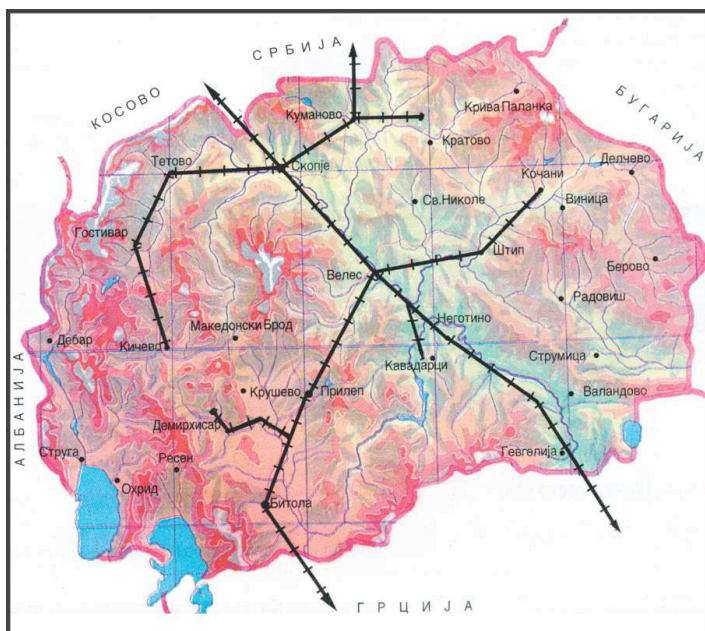 СРБИЈА
КОСОВО
БУГАРИЈА
Куманово
Крива Паланка
Кратово
Тетово
Скопје
Делчево
Кочани
Св.Николе
Виница
Гостивар
Штип
Велес
Берово
Радовиш
Неготино
Македонски Брод
Дебар
Кичево
Струмица
Кавадарци
АЛБАНИЈА
Крушево
Прилеп
Валандово
Демирхисар
Струга
Ресен
Гевгелија
Охрид
Битола
ГРЦИЈА